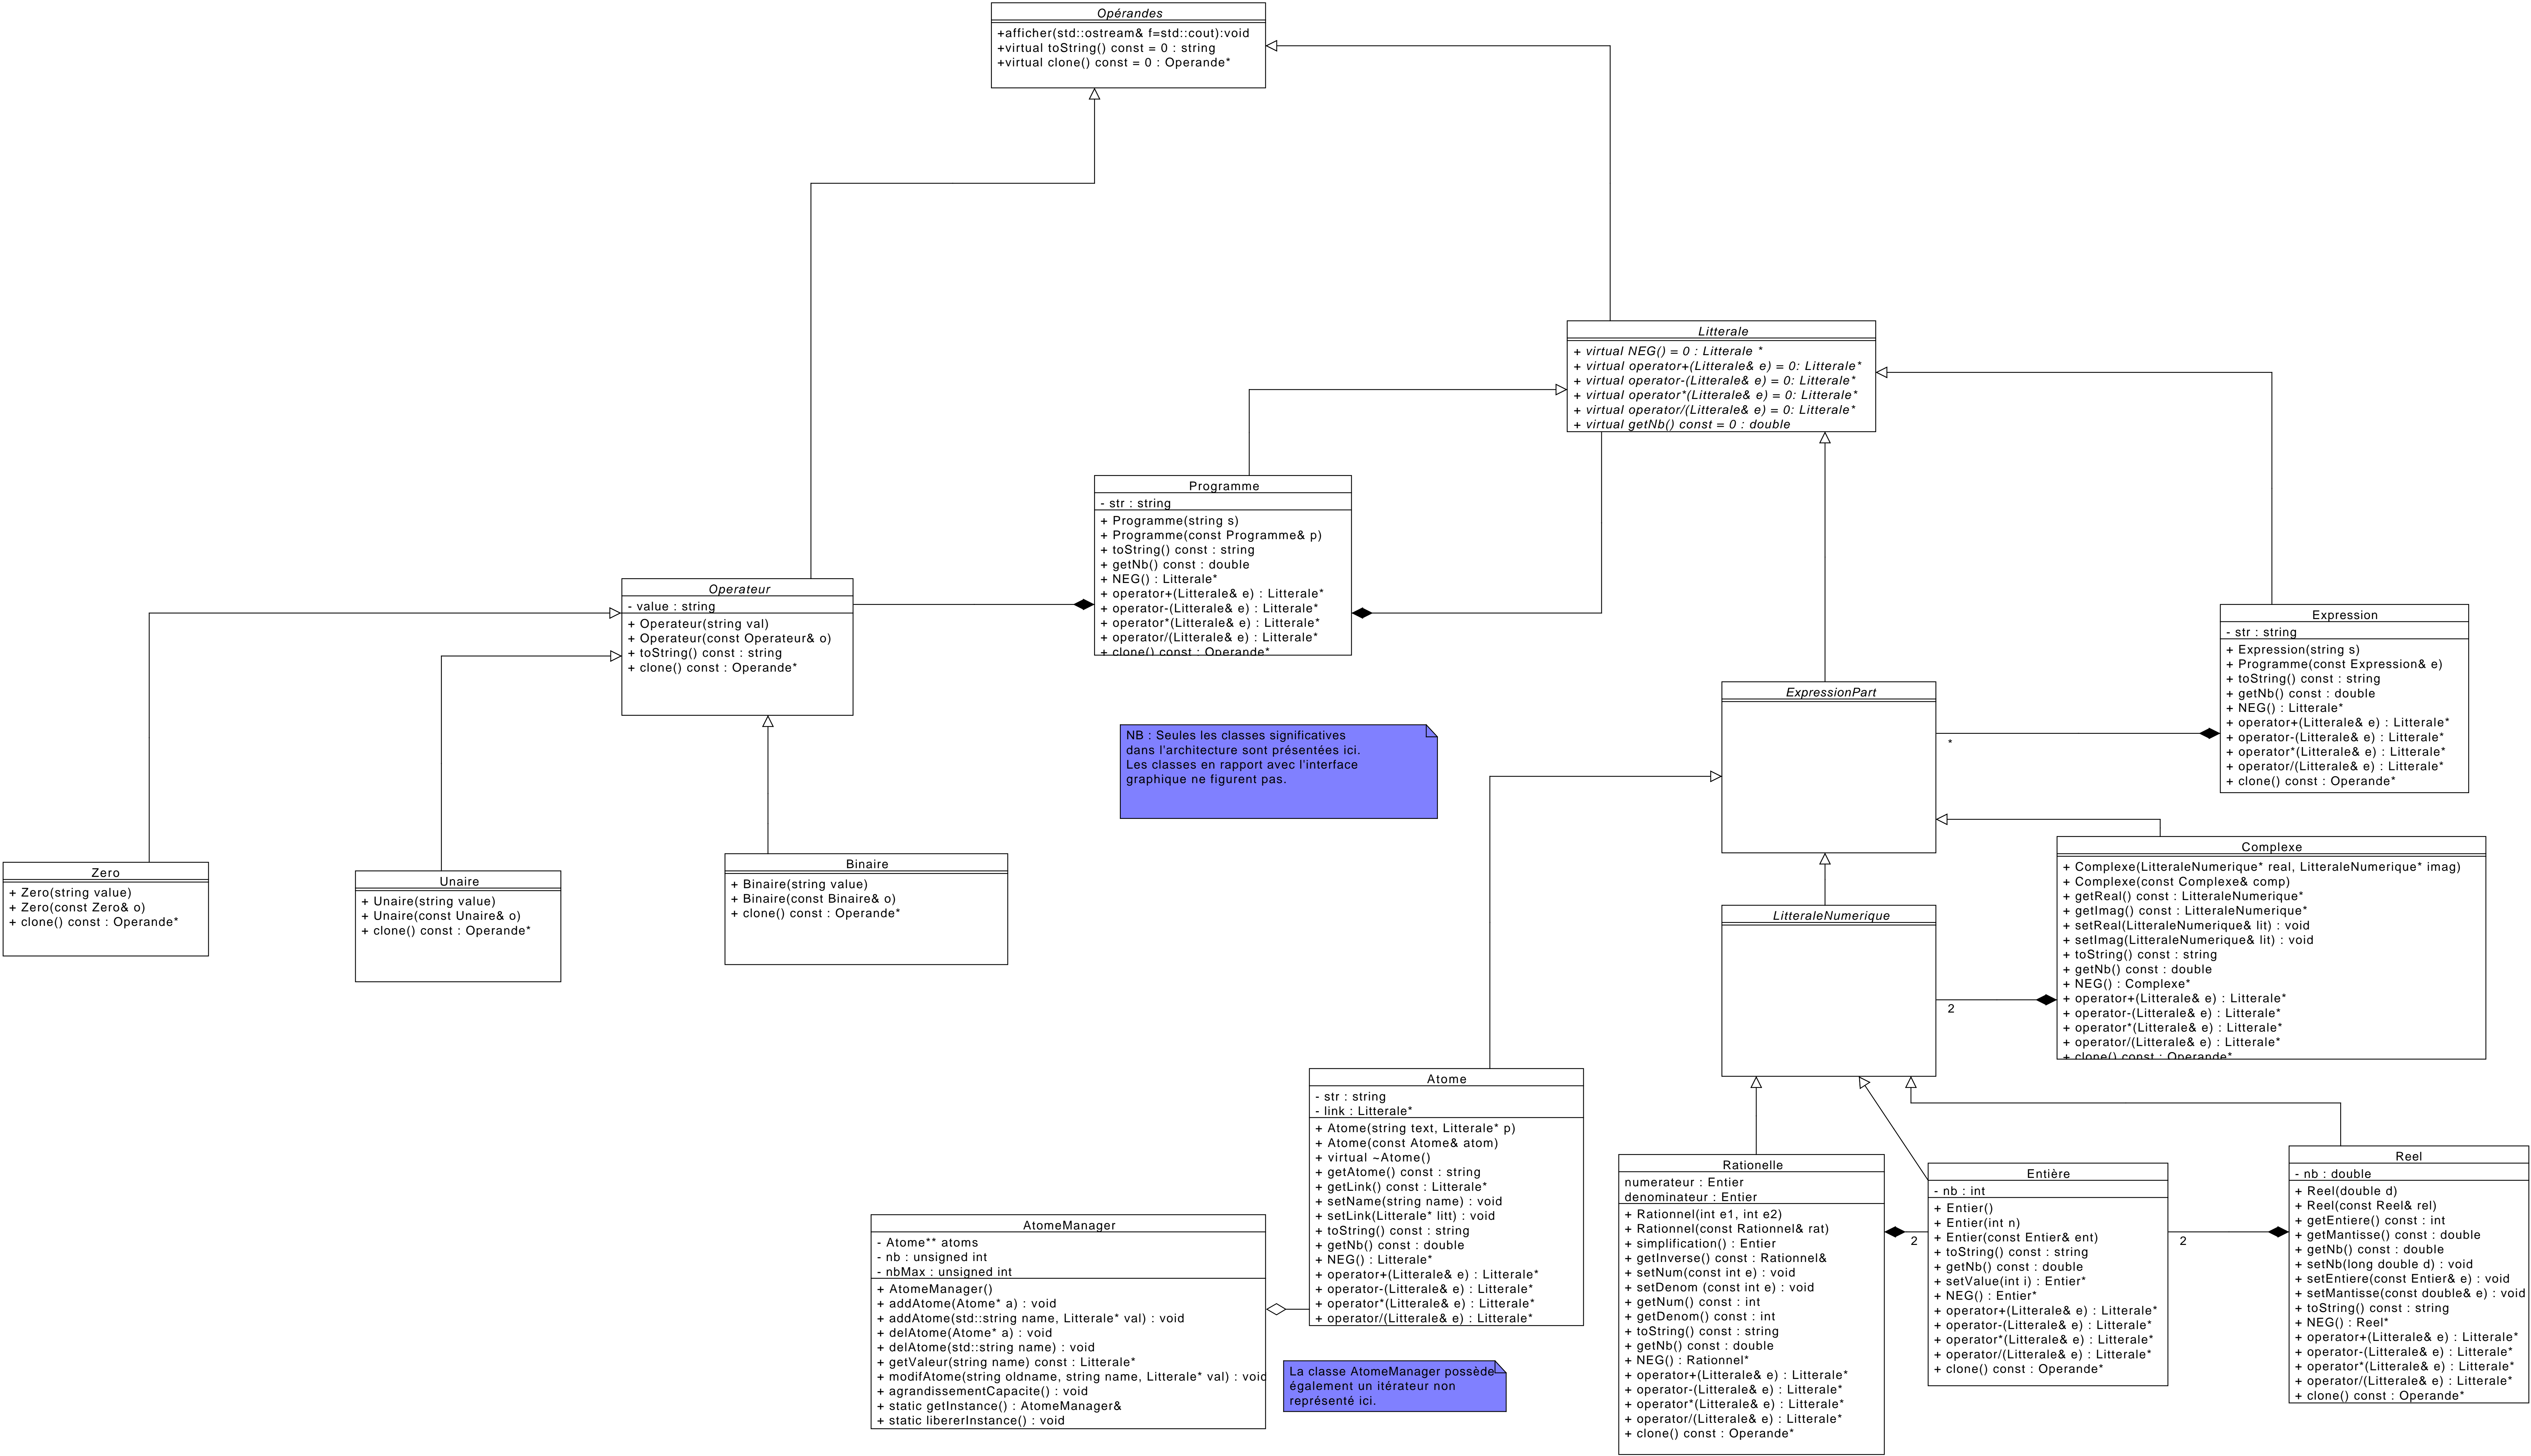 Opérandes
+afficher(std::ostream& f=std::cout):void
+virtual toString() const = 0 : string
+virtual clone() const = 0 : Operande*
Litterale
+ virtual NEG() = 0 : Litterale *
+ virtual operator+(Litterale& e) = 0: Litterale*
+ virtual operator-(Litterale& e) = 0: Litterale*
+ virtual operator*(Litterale& e) = 0: Litterale*
+ virtual operator/(Litterale& e) = 0: Litterale*
+ virtual getNb() const = 0 : double
Programme
- str : string
+ Programme(string s)
+ Programme(const Programme& p)
+ toString() const : string
+ getNb() const : double
+ NEG() : Litterale*
+ operator+(Litterale& e) : Litterale*
+ operator-(Litterale& e) : Litterale*
+ operator*(Litterale& e) : Litterale*
+ operator/(Litterale& e) : Litterale*
+ clone() const : Operande*
Operateur
- value : string
+ Operateur(string val)
+ Operateur(const Operateur& o)
+ toString() const : string
+ clone() const : Operande*
Expression
- str : string
+ Expression(string s)
+ Programme(const Expression& e)
+ toString() const : string
+ getNb() const : double
+ NEG() : Litterale*
+ operator+(Litterale& e) : Litterale*
+ operator-(Litterale& e) : Litterale*
+ operator*(Litterale& e) : Litterale*
+ operator/(Litterale& e) : Litterale*
+ clone() const : Operande*
ExpressionPart
*
NB : Seules les classes significatives
dans l'architecture sont présentées ici.
Les classes en rapport avec l'interface
graphique ne figurent pas.
Zero
+ Zero(string value)
+ Zero(const Zero& o)
+ clone() const : Operande*
Unaire
+ Unaire(string value)
+ Unaire(const Unaire& o)
+ clone() const : Operande*
Binaire
+ Binaire(string value)
+ Binaire(const Binaire& o)
+ clone() const : Operande*
Complexe
+ Complexe(LitteraleNumerique* real, LitteraleNumerique* imag)
+ Complexe(const Complexe& comp)
+ getReal() const : LitteraleNumerique*
+ getImag() const : LitteraleNumerique*
+ setReal(LitteraleNumerique& lit) : void
+ setImag(LitteraleNumerique& lit) : void
+ toString() const : string
+ getNb() const : double
+ NEG() : Complexe*
+ operator+(Litterale& e) : Litterale*
+ operator-(Litterale& e) : Litterale*
+ operator*(Litterale& e) : Litterale*
+ operator/(Litterale& e) : Litterale*
+ clone() const : Operande*
LitteraleNumerique
2
Atome
- str : string
- link : Litterale*
+ Atome(string text, Litterale* p)
+ Atome(const Atome& atom)
+ virtual ~Atome()
+ getAtome() const : string
+ getLink() const : Litterale*
+ setName(string name) : void
+ setLink(Litterale* litt) : void
+ toString() const : string
+ getNb() const : double
+ NEG() : Litterale*
+ operator+(Litterale& e) : Litterale*
+ operator-(Litterale& e) : Litterale*
+ operator*(Litterale& e) : Litterale*
+ operator/(Litterale& e) : Litterale*
AtomeManager
- Atome** atoms
- nb : unsigned int
- nbMax : unsigned int
+ AtomeManager()
+ addAtome(Atome* a) : void
+ addAtome(std::string name, Litterale* val) : void
+ delAtome(Atome* a) : void
+ delAtome(std::string name) : void
+ getValeur(string name) const : Litterale*
+ modifAtome(string oldname, string name, Litterale* val) : void
+ agrandissementCapacite() : void
+ static getInstance() : AtomeManager&
+ static libererInstance() : void
La classe AtomeManager possède
également un itérateur non
représenté ici.
Rationelle
numerateur : Entier
denominateur : Entier
+ Rationnel(int e1, int e2)
+ Rationnel(const Rationnel& rat)
+ simplification() : Entier
+ getInverse() const : Rationnel&
+ setNum(const int e) : void
+ setDenom (const int e) : void
+ getNum() const : int
+ getDenom() const : int
+ toString() const : string
+ getNb() const : double
+ NEG() : Rationnel*
+ operator+(Litterale& e) : Litterale*
+ operator-(Litterale& e) : Litterale*
+ operator*(Litterale& e) : Litterale*
+ operator/(Litterale& e) : Litterale*
+ clone() const : Operande*
2
Entière
- nb : int
+ Entier()
+ Entier(int n)
+ Entier(const Entier& ent)
+ toString() const : string
+ getNb() const : double
+ setValue(int i) : Entier*
+ NEG() : Entier*
+ operator+(Litterale& e) : Litterale*
+ operator-(Litterale& e) : Litterale*
+ operator*(Litterale& e) : Litterale*
+ operator/(Litterale& e) : Litterale*
+ clone() const : Operande*
2
Reel
- nb : double
+ Reel(double d)
+ Reel(const Reel& rel)
+ getEntiere() const : int
+ getMantisse() const : double
+ getNb() const : double
+ setNb(long double d) : void
+ setEntiere(const Entier& e) : void
+ setMantisse(const double& e) : void
+ toString() const : string
+ NEG() : Reel*
+ operator+(Litterale& e) : Litterale*
+ operator-(Litterale& e) : Litterale*
+ operator*(Litterale& e) : Litterale*
+ operator/(Litterale& e) : Litterale*
+ clone() const : Operande*